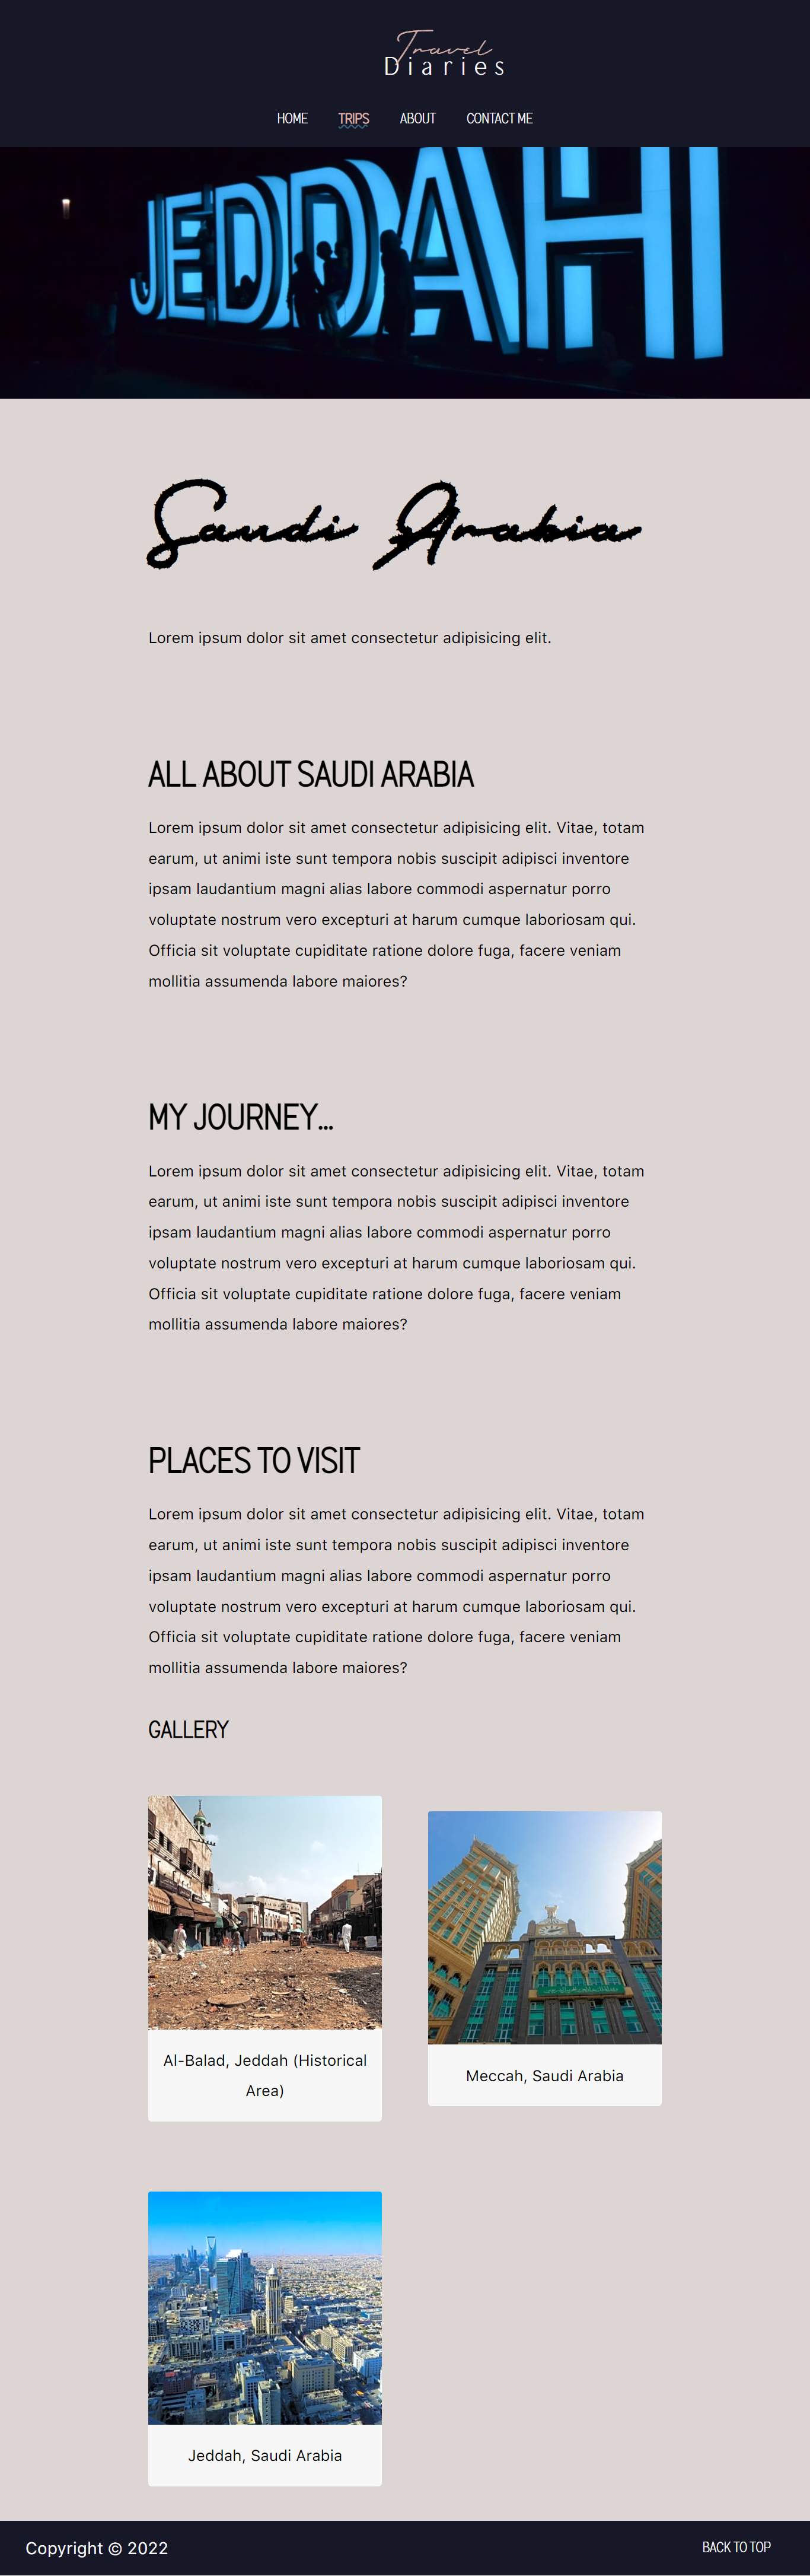 Travel
Diaries
HOME TRIPS ABOUT CONTACT ME
JEDDAH
Saudi Arabia
Lorem ipsum dolor sit amet consectetur adipisicing elit.
ALL ABOUT SAUDI ARABIA
Lorem ipsum dolor sit amet consectetur adipisicing elit. Vitae, totam
earum, ut animi iste sunt tempora nobis suscipit adipisci inventore
ipsam laudantium magni alias labore commodi aspernatur porro
voluptate nostrum vero excepturi at harum cumque laboriosam qui.
Officia sit voluptate cupiditate ratione dolore fuga, facere veniam
mollitia assumenda labore maiores?
MY JOURNEY...
Lorem ipsum dolor sit amet consectetur adipisicing elit. Vitae, totam
earum, ut animi iste sunt tempora nobis suscipit adipisci inventore
ipsam laudantium magni alias labore commodi aspernatur porro
voluptate nostrum vero excepturi at harum cumque laboriosam qui.
Officia sit voluptate cupiditate ratione dolore fuga, facere veniam
mollitia assumenda labore maiores?
PLACES TO VISIT
Lorem ipsum dolor sit amet consectetur adipisicing elit. Vitae, totam
earum, ut animi iste sunt tempora nobis suscipit adipisci inventore
ipsam laudantium magni alias labore commodi aspernatur porro
voluptate nostrum vero excepturi at harum cumque laboriosam qui.
Officia sit voluptate cupiditate ratione dolore fuga, facere veniam
mollitia assumenda labore maiores?
GALLERY
Al-Balad, Jeddah (Historical
Area)
Meccah, Saudi Arabia
Jeddah, Saudi Arabia
Copyright © 2022
BACK TO TOP